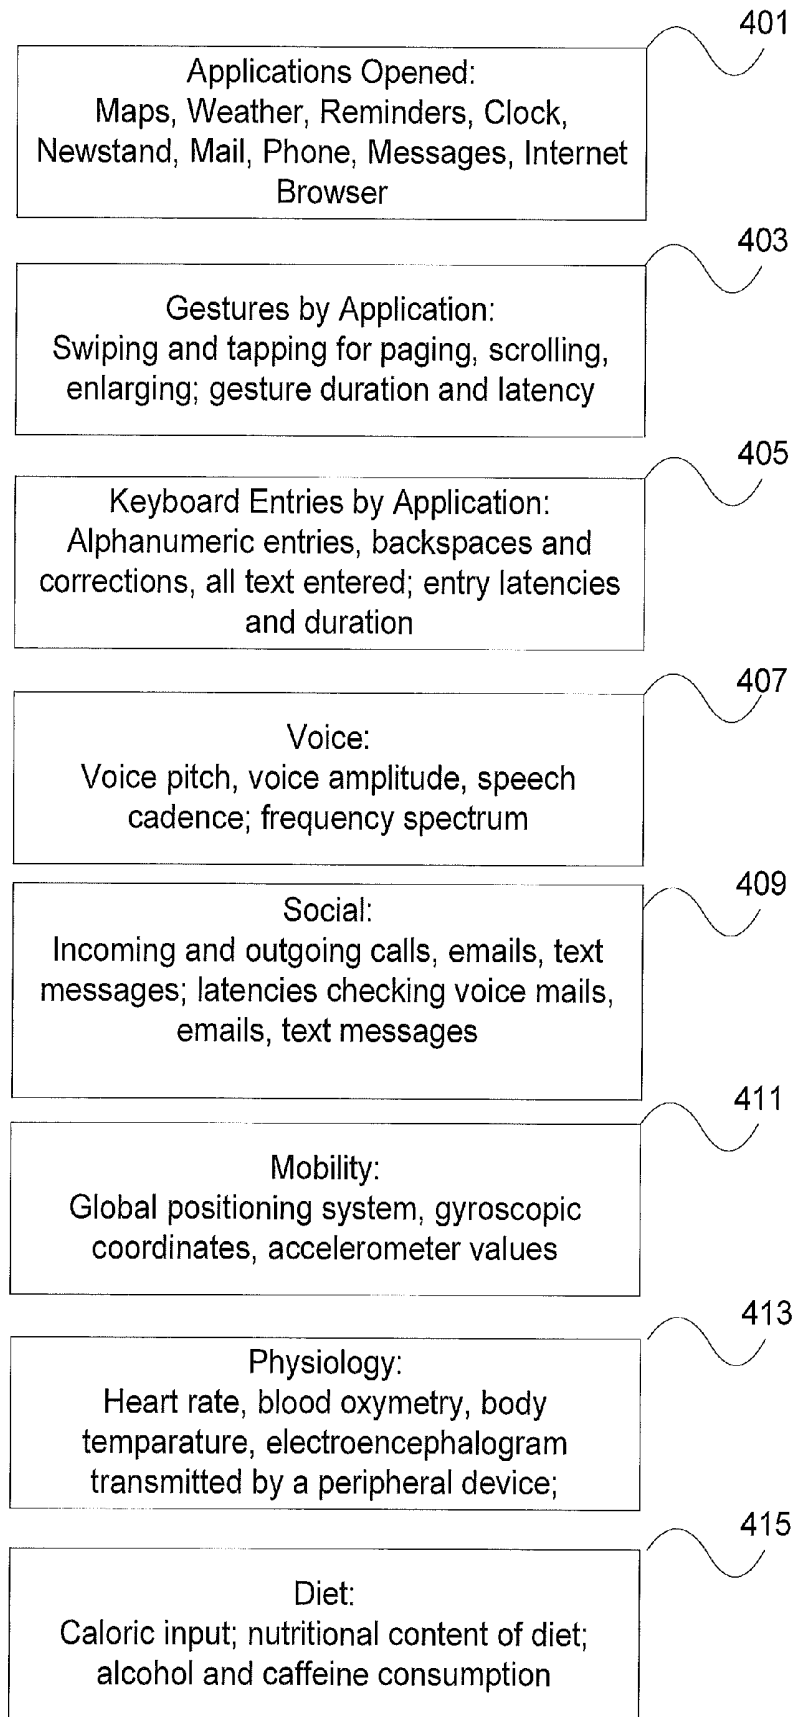 401
Applications Opened:
Maps, Weather, Reminders, Clock,
Newstand, Mail, Phone, Messages, Internet
Browser
403
Gestures by Application:
Swiping and tapping for paging, scrolling,
enlarging; gesture duration and latency
405
Keyboard Entries by Application:
Alphanumeric entries, backspaces and
corrections, all text entered; entry latencies
and duration
407
Voice:
Voice pitch, voice amplitude, speech
cadence; frequency spectrum
409
Social:
Incoming and outgoing calls, emails, text
messages; latencies checking voice mails,
emails, text messages
411
Mobility:
Global positioning system, gyroscopic
coordinates, accelerometer values
413
Physiology:
Heart rate, blood oxymetry, body
temparature, electroencephalogram
transmitted by a peripheral device;
415
Diet:
Caloric input; nutritional content of diet;
alcohol and caffeine consumption